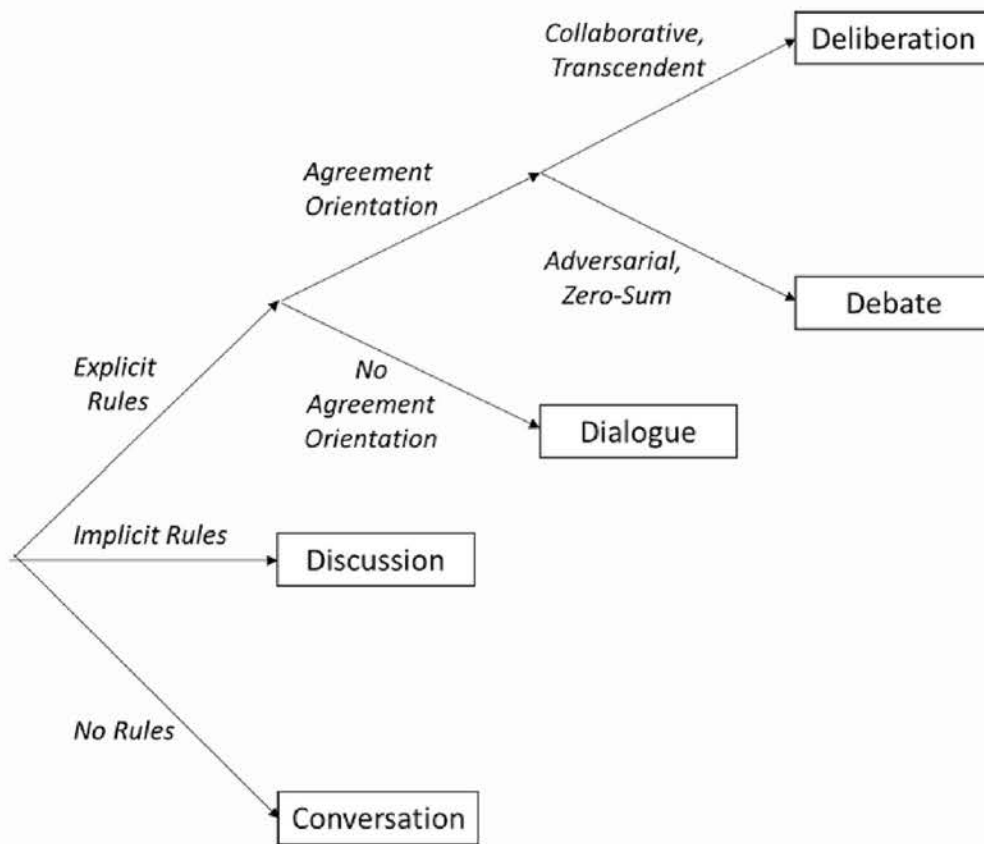 Collaborative,
Transcendent
Deliberation
Agreement
Orientation
Adversarial,
Zero-Sum
Debate
Explicit
Rules
No
Agreement
Orientation
Dialogue
Implicit Rules
Discussion
No Rules
Conversation